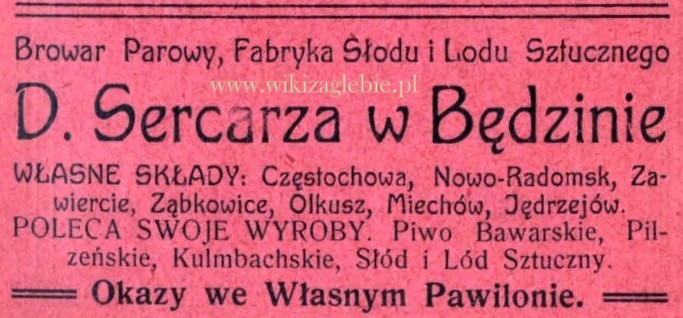 Browar Parowy, Fabryka Słodu i Lodu Sztucznego
www.wikizaglebie.pl
D. Sercarza w Będzinie
WŁASNE SKŁADY: Częstochowa, Nowo-Radomsk, Za-
wiercie, Ząbkowice, Olkusz, Miechów, Jędrzejów.
POLECA SWOJE WYROBY. Piwo Bawarskie, Pil-
zeńskie, Kulmbachskie, Słód i Lód Sztuczny.
Okazy we Własnym Pawilonie.